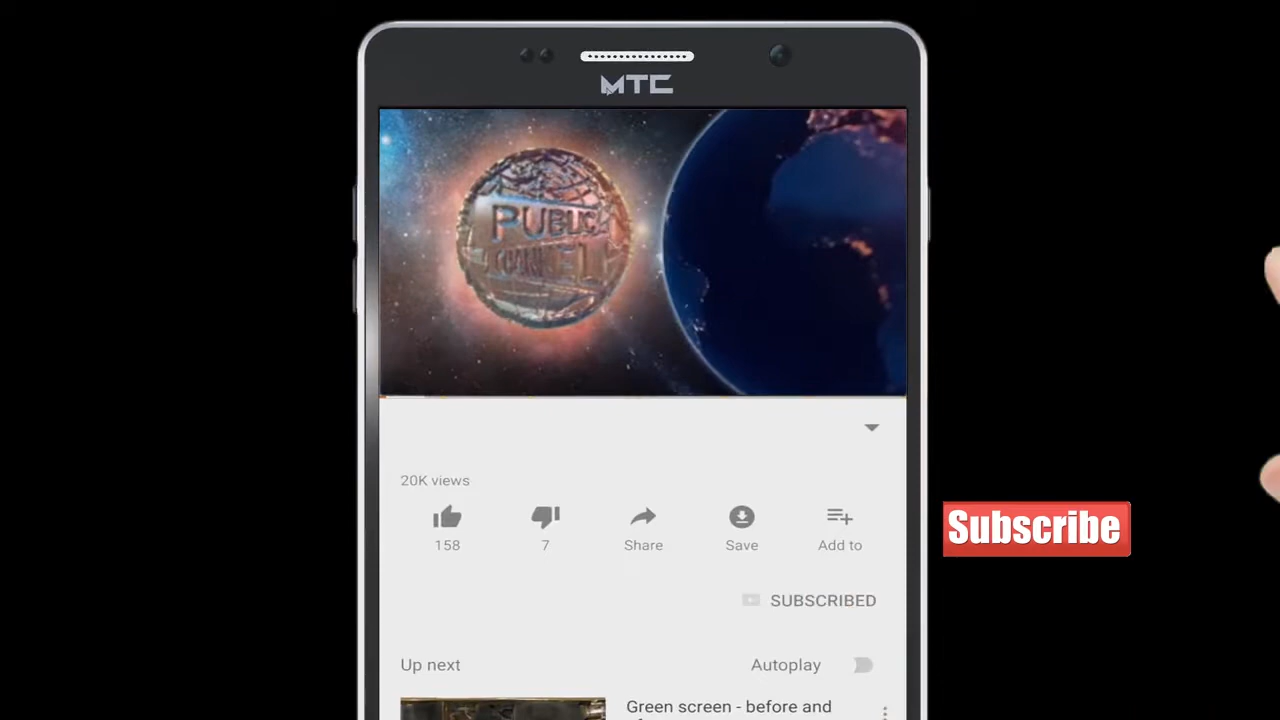 MTC
PUBLIC
CHANNEL
20K views
158
7
Share
Save
Add to
Subscribe
SUBSCRIBED
Up next
Autoplay
Green screen - before and